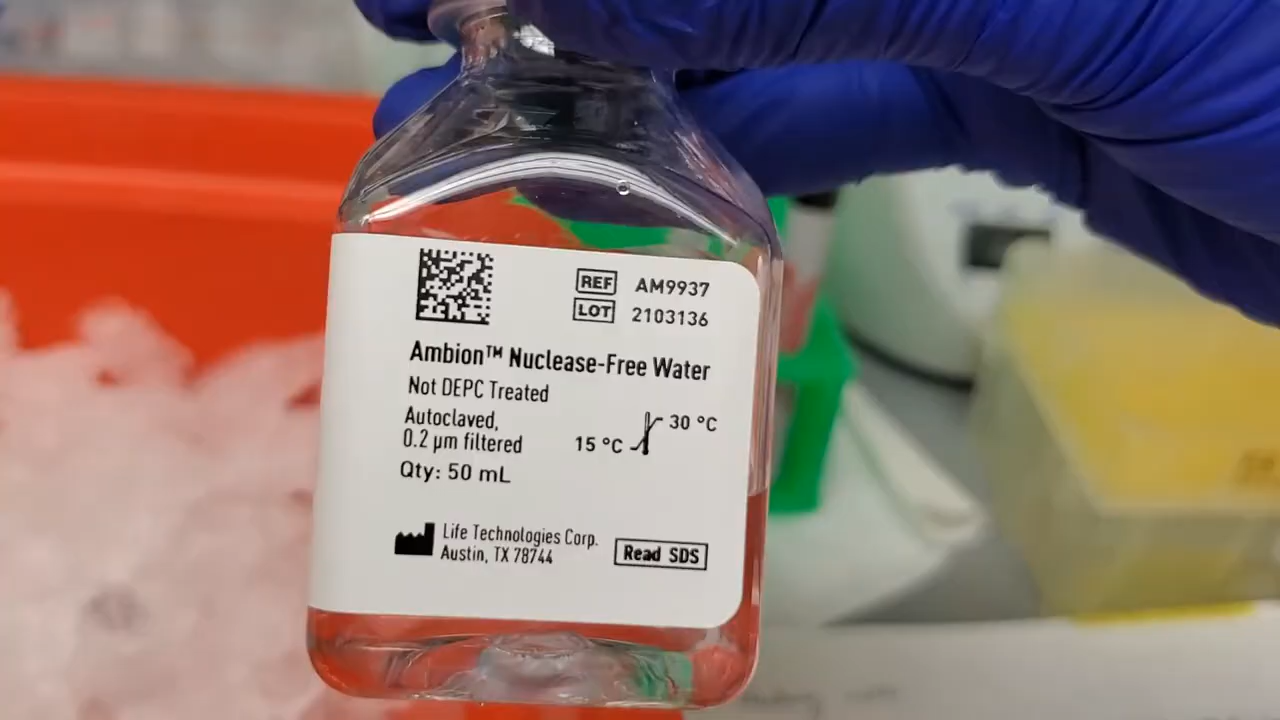 REF AM9937
LOT 2103136
Ambion™ Nuclease-Free Water
Not DEPC Treated
Autoclaved,
0.2 µm filtered
15 °C 30 °C
Qty: 50 mL
Life Technologies Corp.
Austin, TX 78744
Read SDS